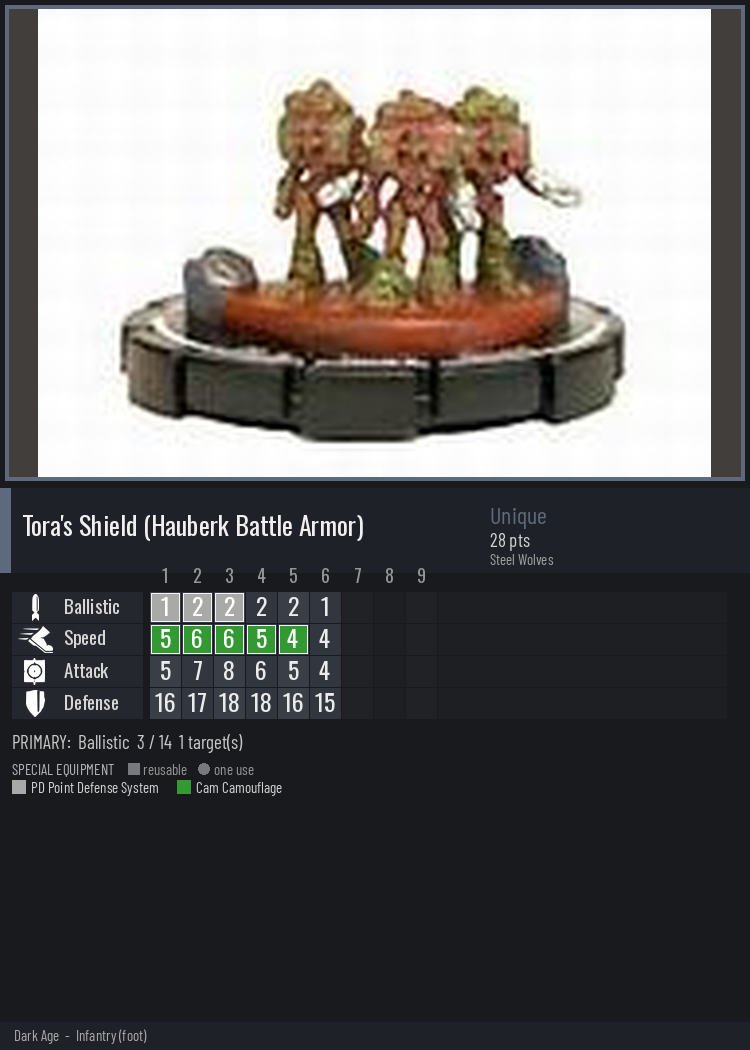 Tora's Shield (Hauberk Battle Armor)
Unique
28 pts
Steel Wolves
1 2 3 4 5 6 7 8 9
Ballistic 1 2 2 2 2 1
Speed 5 6 6 5 4 4
Attack 5 7 8 6 5 4
Defense 16 17 18 18 16 15
PRIMARY: Ballistic 3 / 14 1 target(s)
SPECIAL EQUIPMENT reusable one use
PD Point Defense System Cam Camouflage
Dark Age - Infantry (foot)